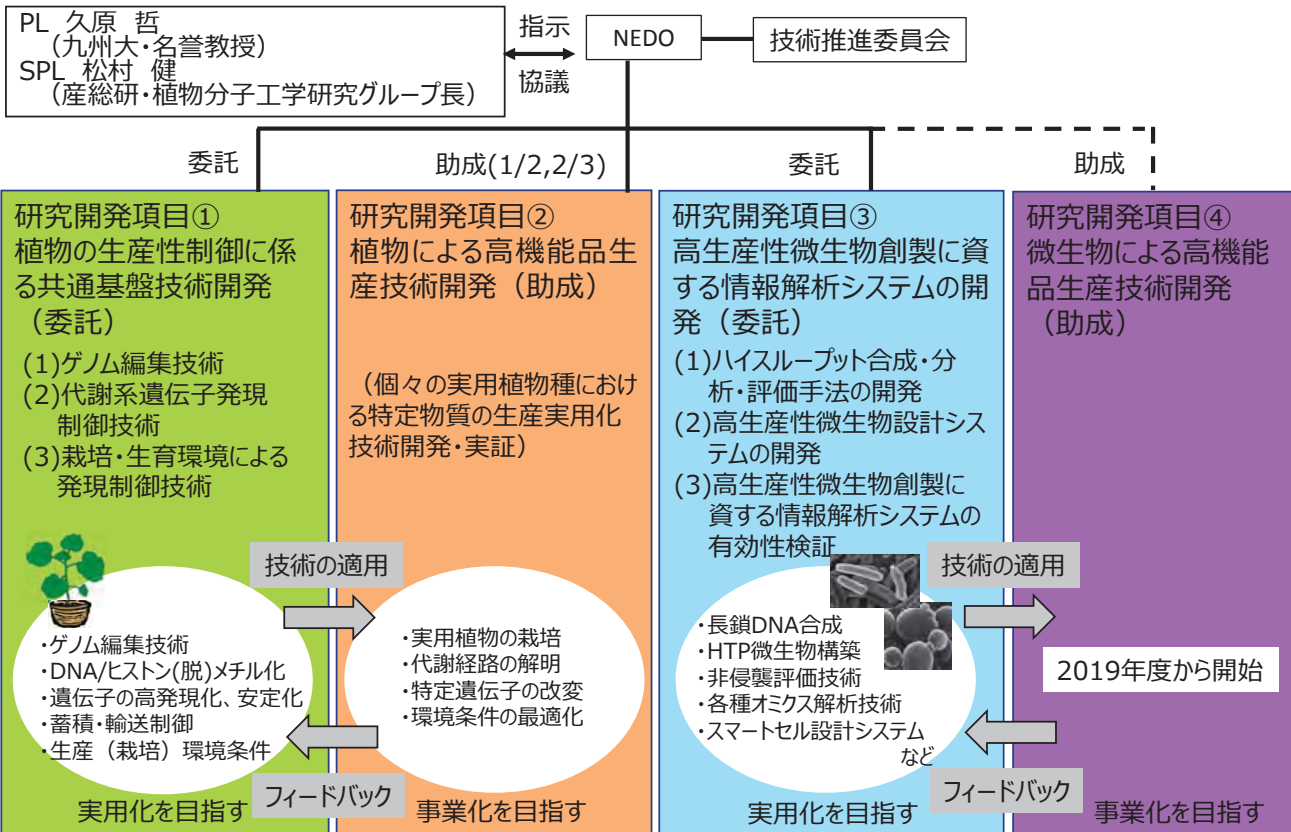 PL 久原 哲
（九州大・名誉教授）
SPL 松村 健
（産総研・植物分子工学研究グループ長）
指示
協議
NEDO
技術推進委員会
委託
助成(1/2,2/3)
委託
助成
研究開発項目①
植物の生産性制御に係
る共通基盤技術開発
（委託）
(1)ゲノム編集技術
(2)代謝系遺伝子発現
制御技術
(3)栽培・生育環境による
発現制御技術
研究開発項目②
植物による高機能品生
産技術開発（助成）
（個々の実用植物種におけ
る特定物質の生産実用化
技術開発・実証）
研究開発項目③
高生産性微生物創製に資
する情報解析システムの開
発（委託）
(1)ハイスループット合成・分
析・評価手法の開発
(2)高生産性微生物設計シス
テムの開発
(3)高生産性微生物創製に
資する情報解析システムの
有効性検証
研究開発項目④
微生物による高機能
品生産技術開発
（助成）
技術の適用
・ゲノム編集技術
・DNA/ヒストン(脱)メチル化
・遺伝子の高発現化、安定化
・蓄積・輸送制御
・生産（栽培）環境条件
・実用植物の栽培
・代謝経路の解明
・特定遺伝子の改変
・環境条件の最適化
フィードバック
実用化を目指す
事業化を目指す
技術の適用
・長鎖DNA合成
・HTP微生物構築
・非侵襲評価技術
・各種オミクス解析技術
・スマートセル設計システム
など
2019年度から開始
フィードバック
実用化を目指す
事業化を目指す